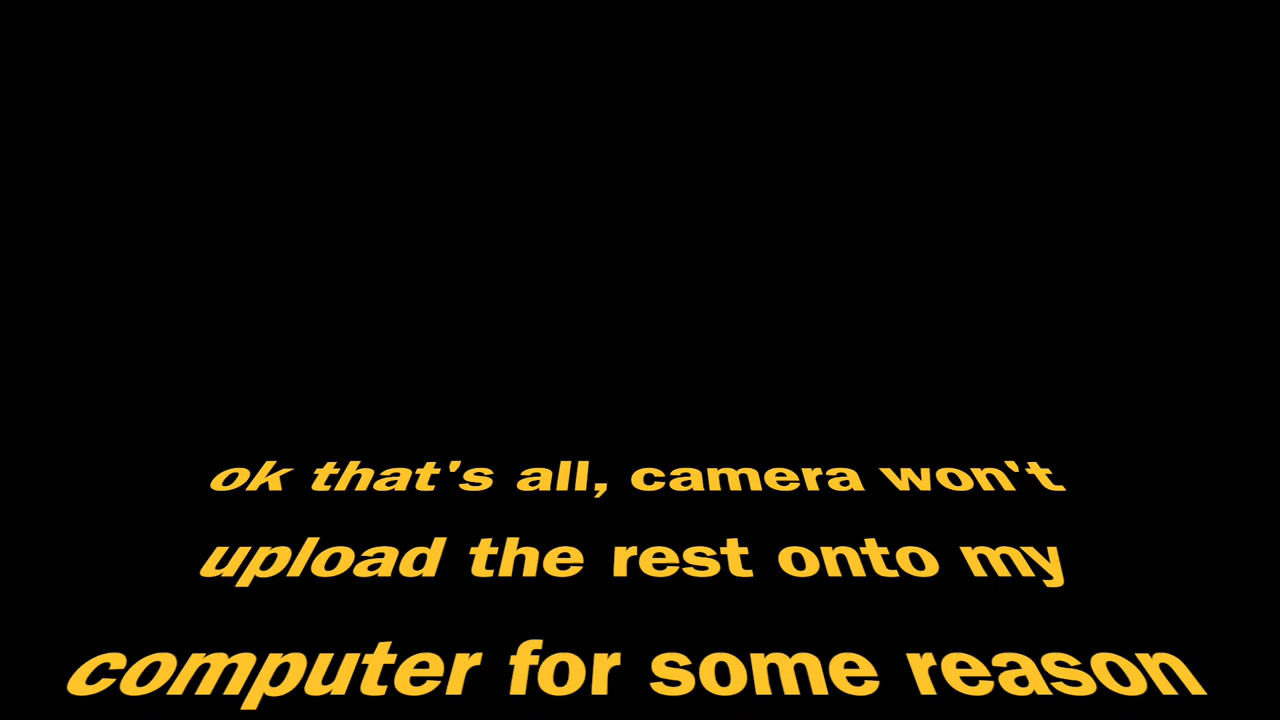 ok that's all, camera won't
upload the rest onto my
computer for some reason